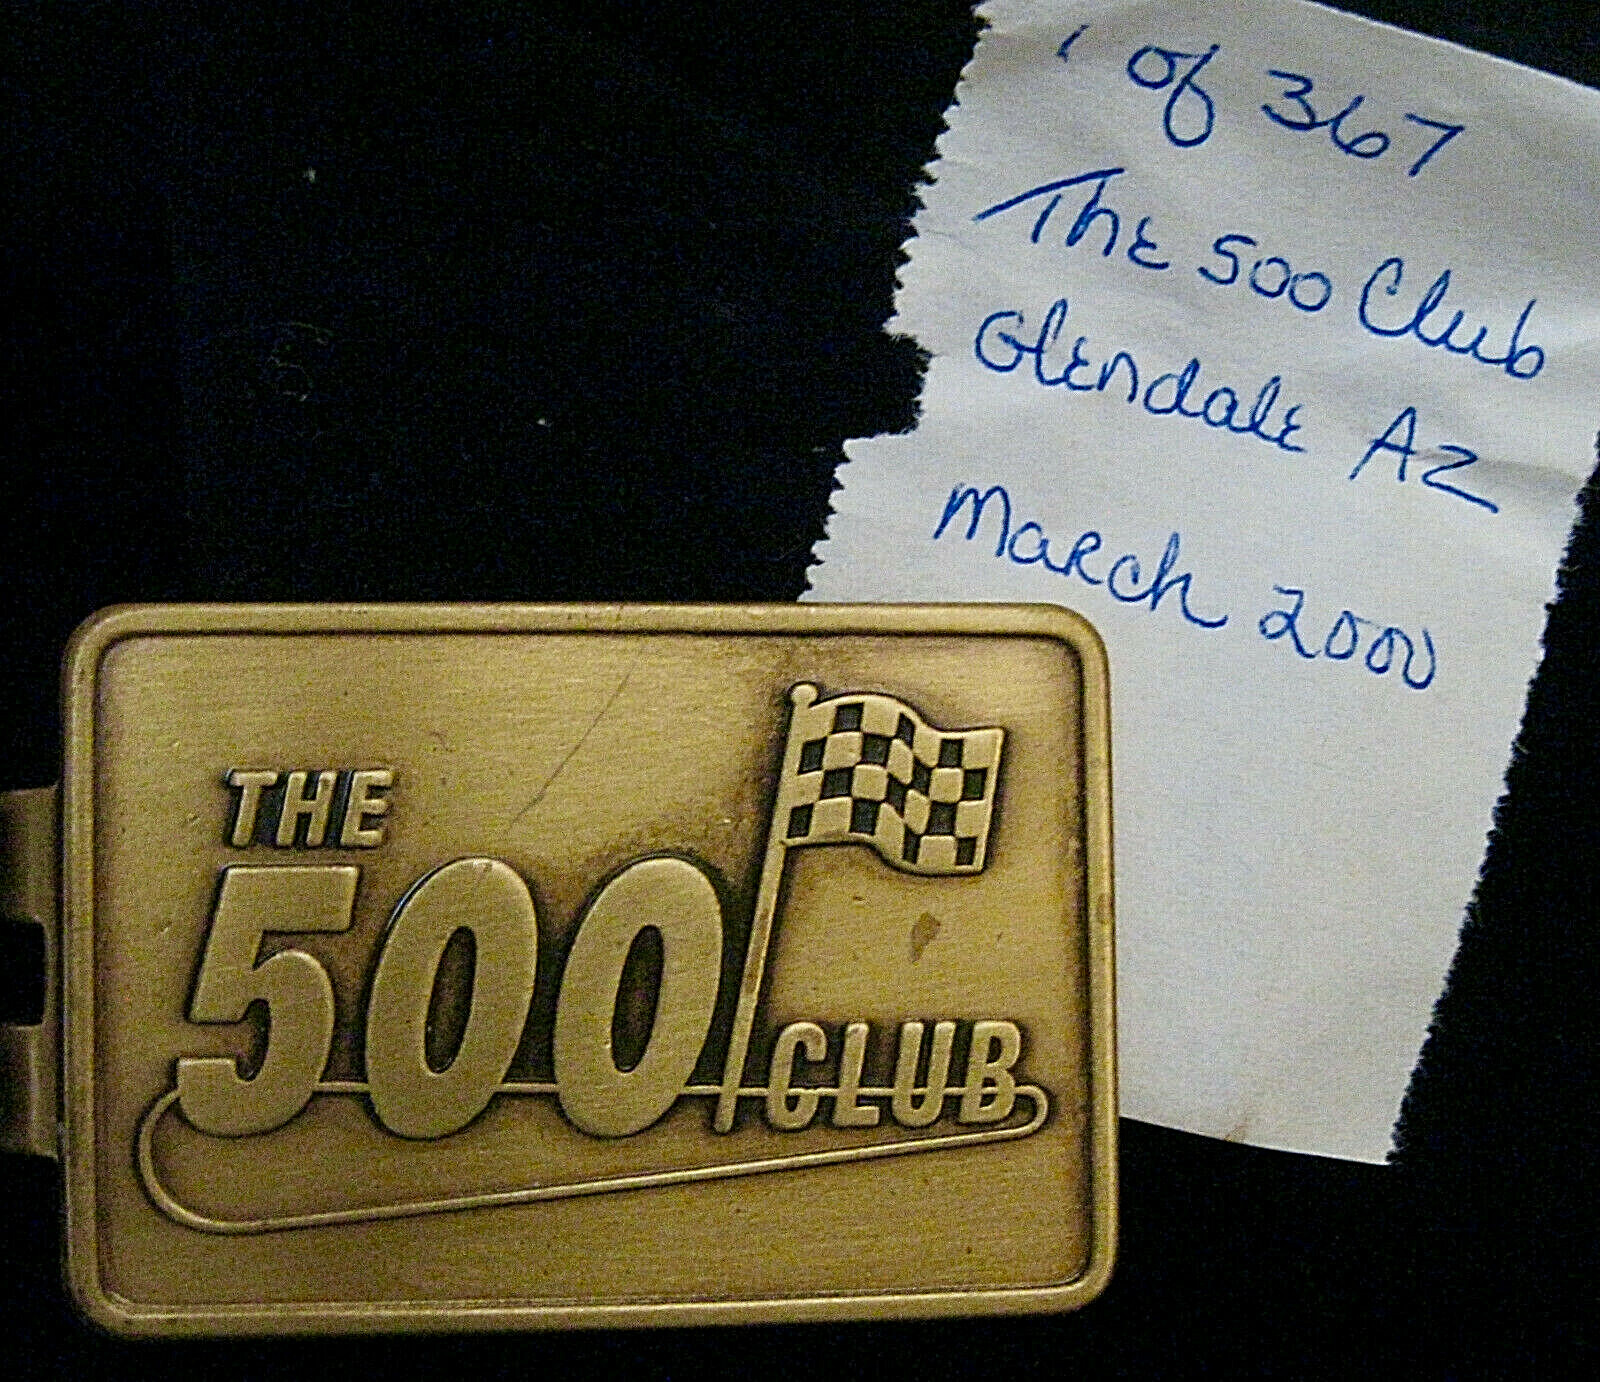 1 of 367
The 500 Club
Glendale AZ
March 2000
THE
500
CLUB